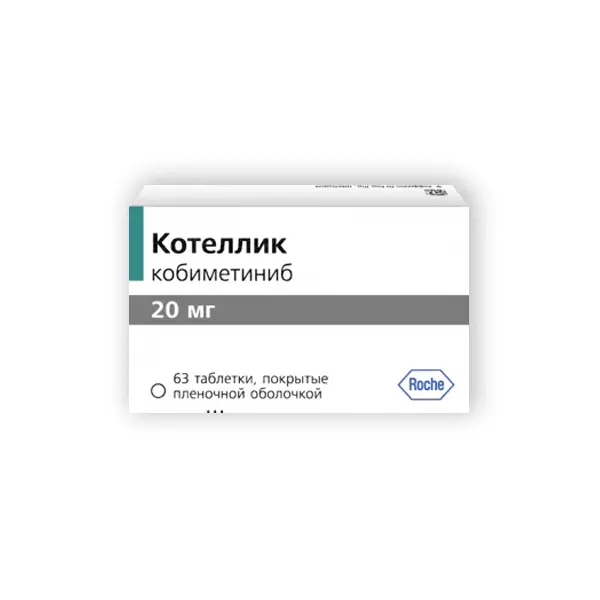 Котеллик
кобиметиниб
20 мг
63 таблетки, покрытые
пленочной оболочкой
Roche